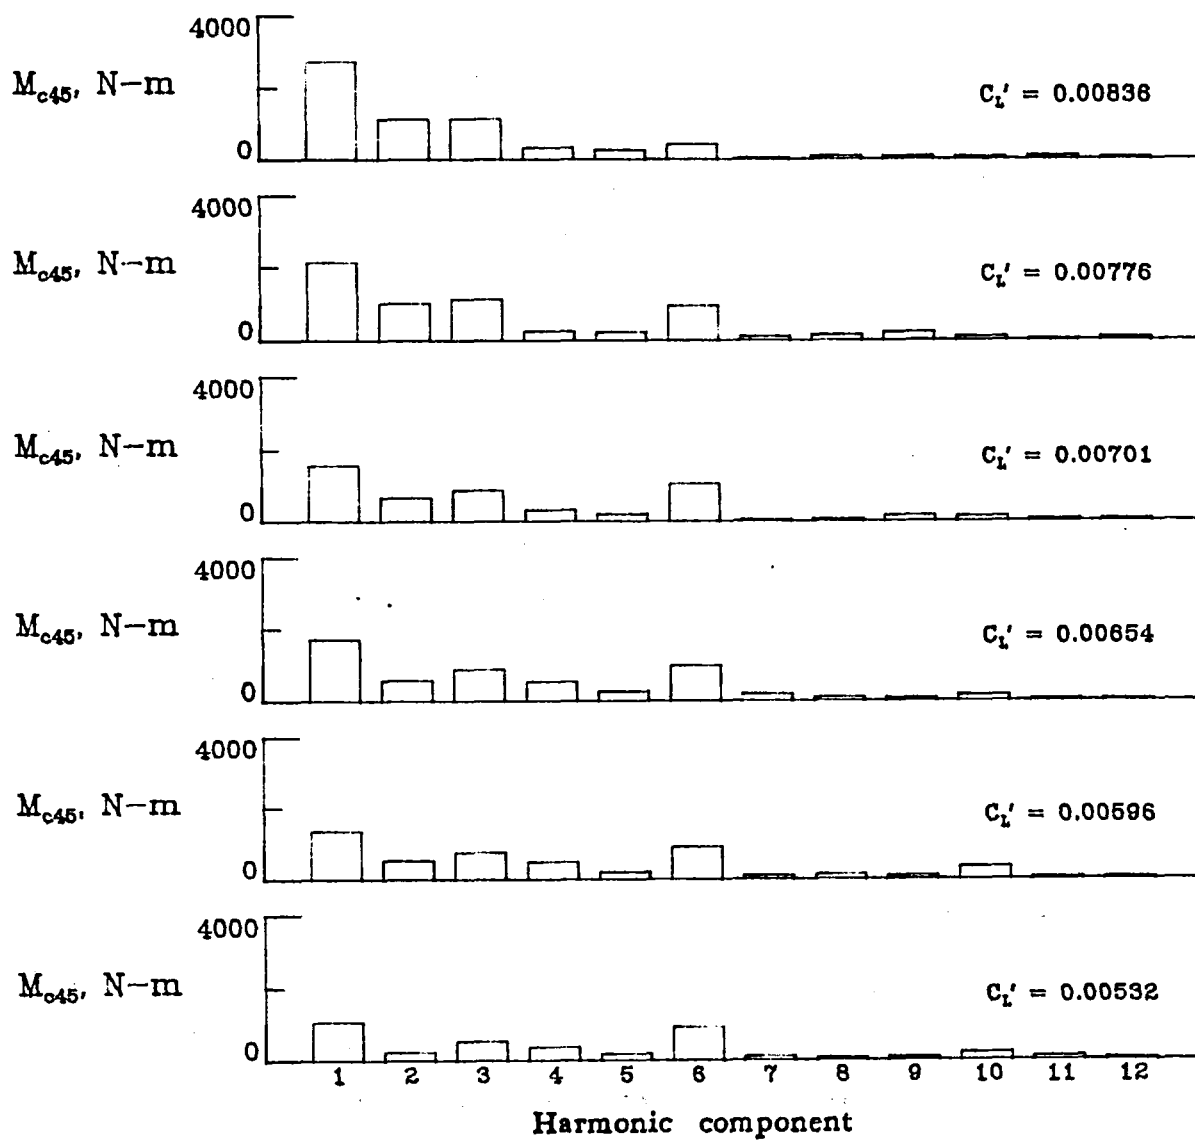 4000
M_c45, N-m
C_L' = 0.00836
0
4000
M_c45, N-m
C_L' = 0.00776
0
4000
M_c45, N-m
C_L' = 0.00701
0
4000
M_c45, N-m
C_L' = 0.00654
0
4000
M_c45, N-m
C_L' = 0.00596
0
4000
M_c45, N-m
C_L' = 0.00532
0
1 2 3 4 5 6 7 8 9 10 11 12
Harmonic component